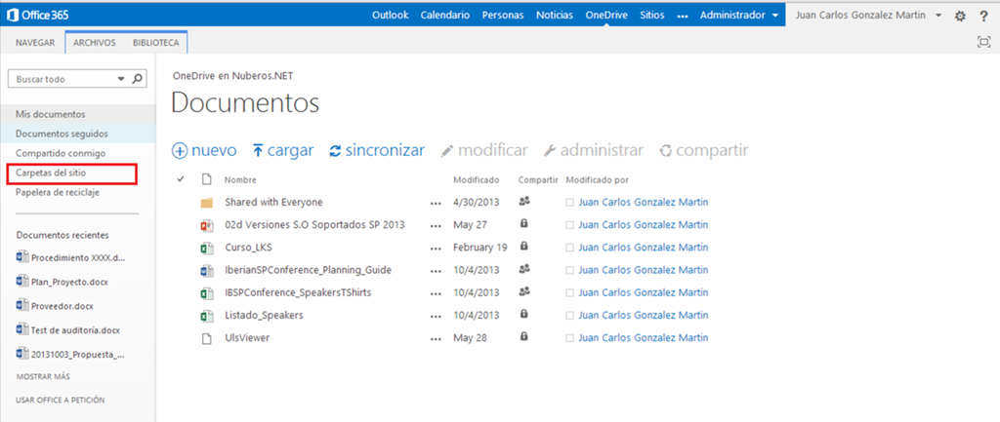 Office 365
Outlook Calendario Personas Noticias OneDrive Sitios ••• Administrador Juan Carlos Gonzalez Martin ?
NAVEGAR ARCHIVOS BIBLIOTECA
Buscar todo
Mis documentos
Documentos seguidos
Compartido conmigo
Carpetas del sitio
Papelera de reciclaje
Documentos recientes
Procedimiento XXXX.d...
Plan_Proyecto.docx
Proveedor.docx
Test de auditoría.docx
20131003_Propuesta_...
MOSTRAR MÁS
USAR OFFICE A PETICIÓN
OneDrive en Nuberos.NET
Documentos
nuevo cargar sincronizar modificar administrar compartir
Nombre Modificado Compartir Modificado por
Shared with Everyone ••• 4/30/2013 Juan Carlos Gonzalez Martin
02d Versiones S.O Soportados SP 2013 ••• May 27 Juan Carlos Gonzalez Martin
Curso_LKS ••• February 19 Juan Carlos Gonzalez Martin
IberianSPConference_Planning_Guide ••• 10/4/2013 Juan Carlos Gonzalez Martin
IBSPConference_SpeakersTShirts ••• 10/4/2013 Juan Carlos Gonzalez Martin
Listado_Speakers ••• 10/4/2013 Juan Carlos Gonzalez Martin
UlsViewer ••• May 28 Juan Carlos Gonzalez Martin